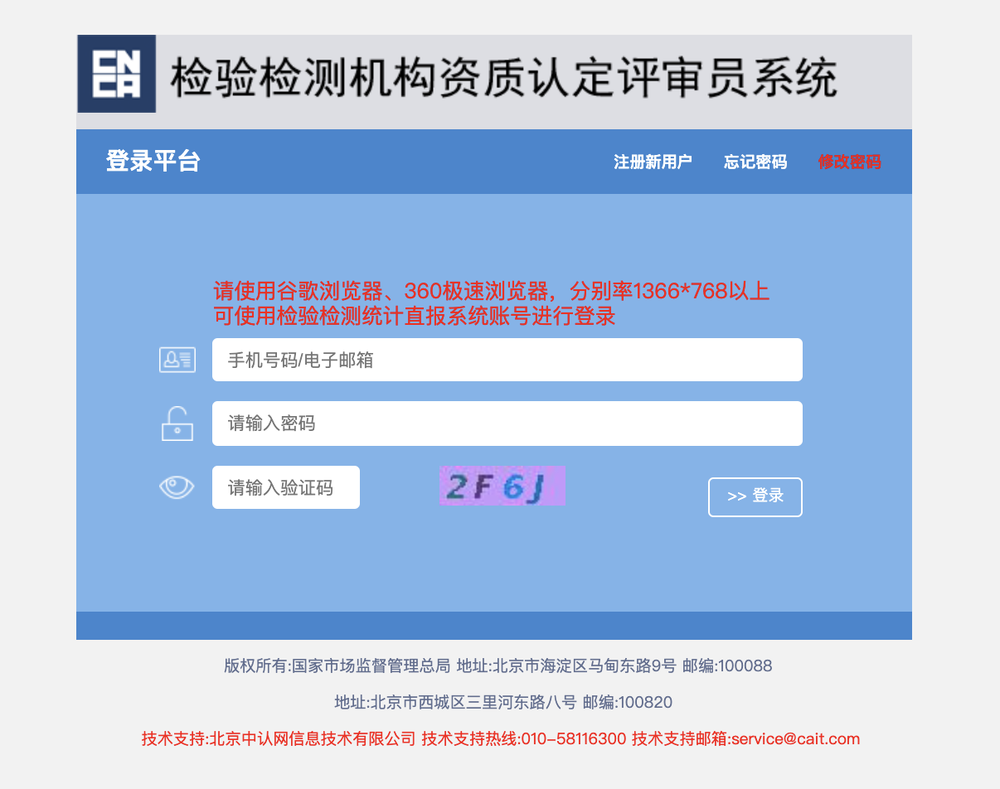 CNCA 检验检测机构资质认定评审员系统
登录平台 注册新用户 忘记密码 修改密码
请使用谷歌浏览器、360极速浏览器，分别率1366*768以上
可使用检验检测统计直报系统账号进行登录
手机号码/电子邮箱
请输入密码
请输入验证码 2F6J >> 登录
版权所有:国家市场监督管理总局 地址:北京市海淀区马甸东路9号 邮编:100088
地址:北京市西城区三里河东路八号 邮编:100820
技术支持:北京中认网信息技术有限公司 技术支持热线:010-58116300 技术支持邮箱:service@cait.com